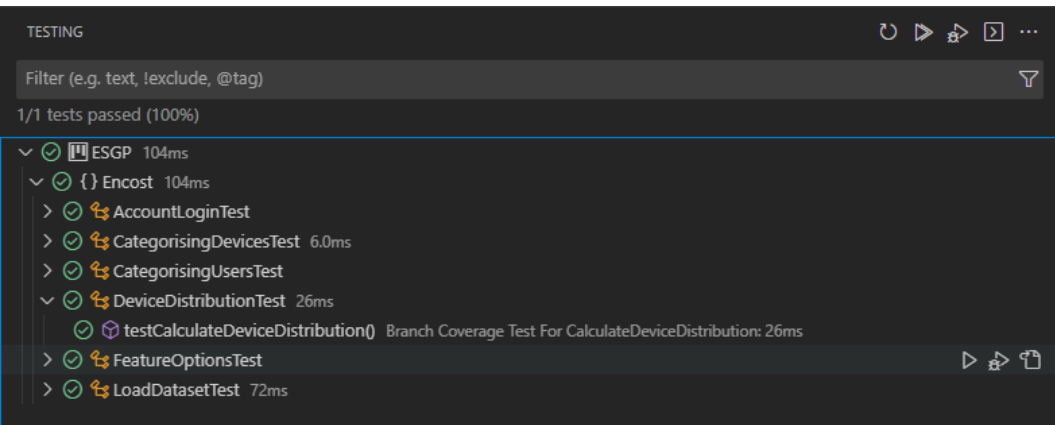 TESTING
Filter (e.g. text, !exclude, @tag)
1/1 tests passed (100%)
ESGP 104ms
{} Encost 104ms
AccountLoginTest
CategorisingDevicesTest 6.0ms
CategorisingUsersTest
DeviceDistributionTest 26ms
testCalculateDeviceDistribution() Branch Coverage Test For CalculateDeviceDistribution: 26ms
FeatureOptionsTest
LoadDatasetTest 72ms